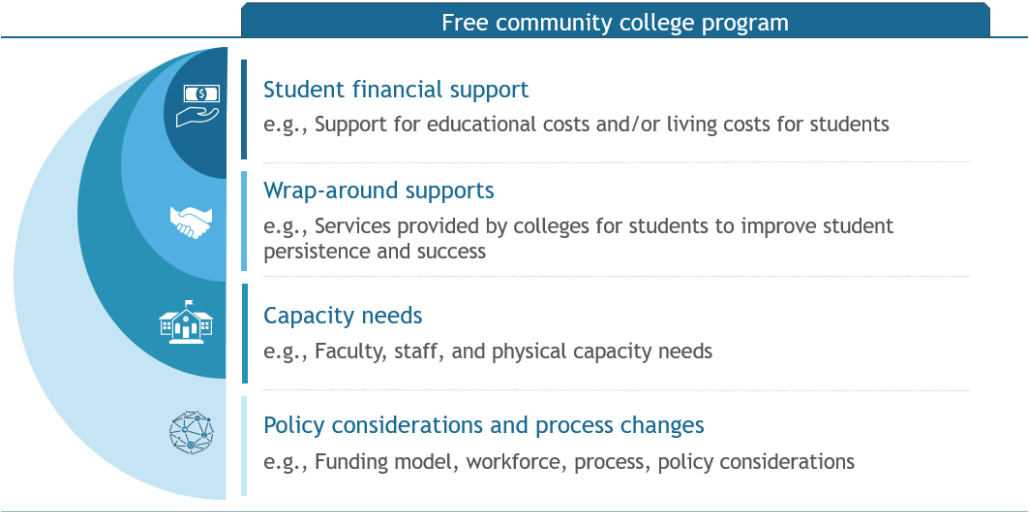 Free community college program
Student financial support
e.g., Support for educational costs and/or living costs for students
Wrap-around supports
e.g., Services provided by colleges for students to improve student
persistence and success
Capacity needs
e.g., Faculty, staff, and physical capacity needs
Policy considerations and process changes
e.g., Funding model, workforce, process, policy considerations